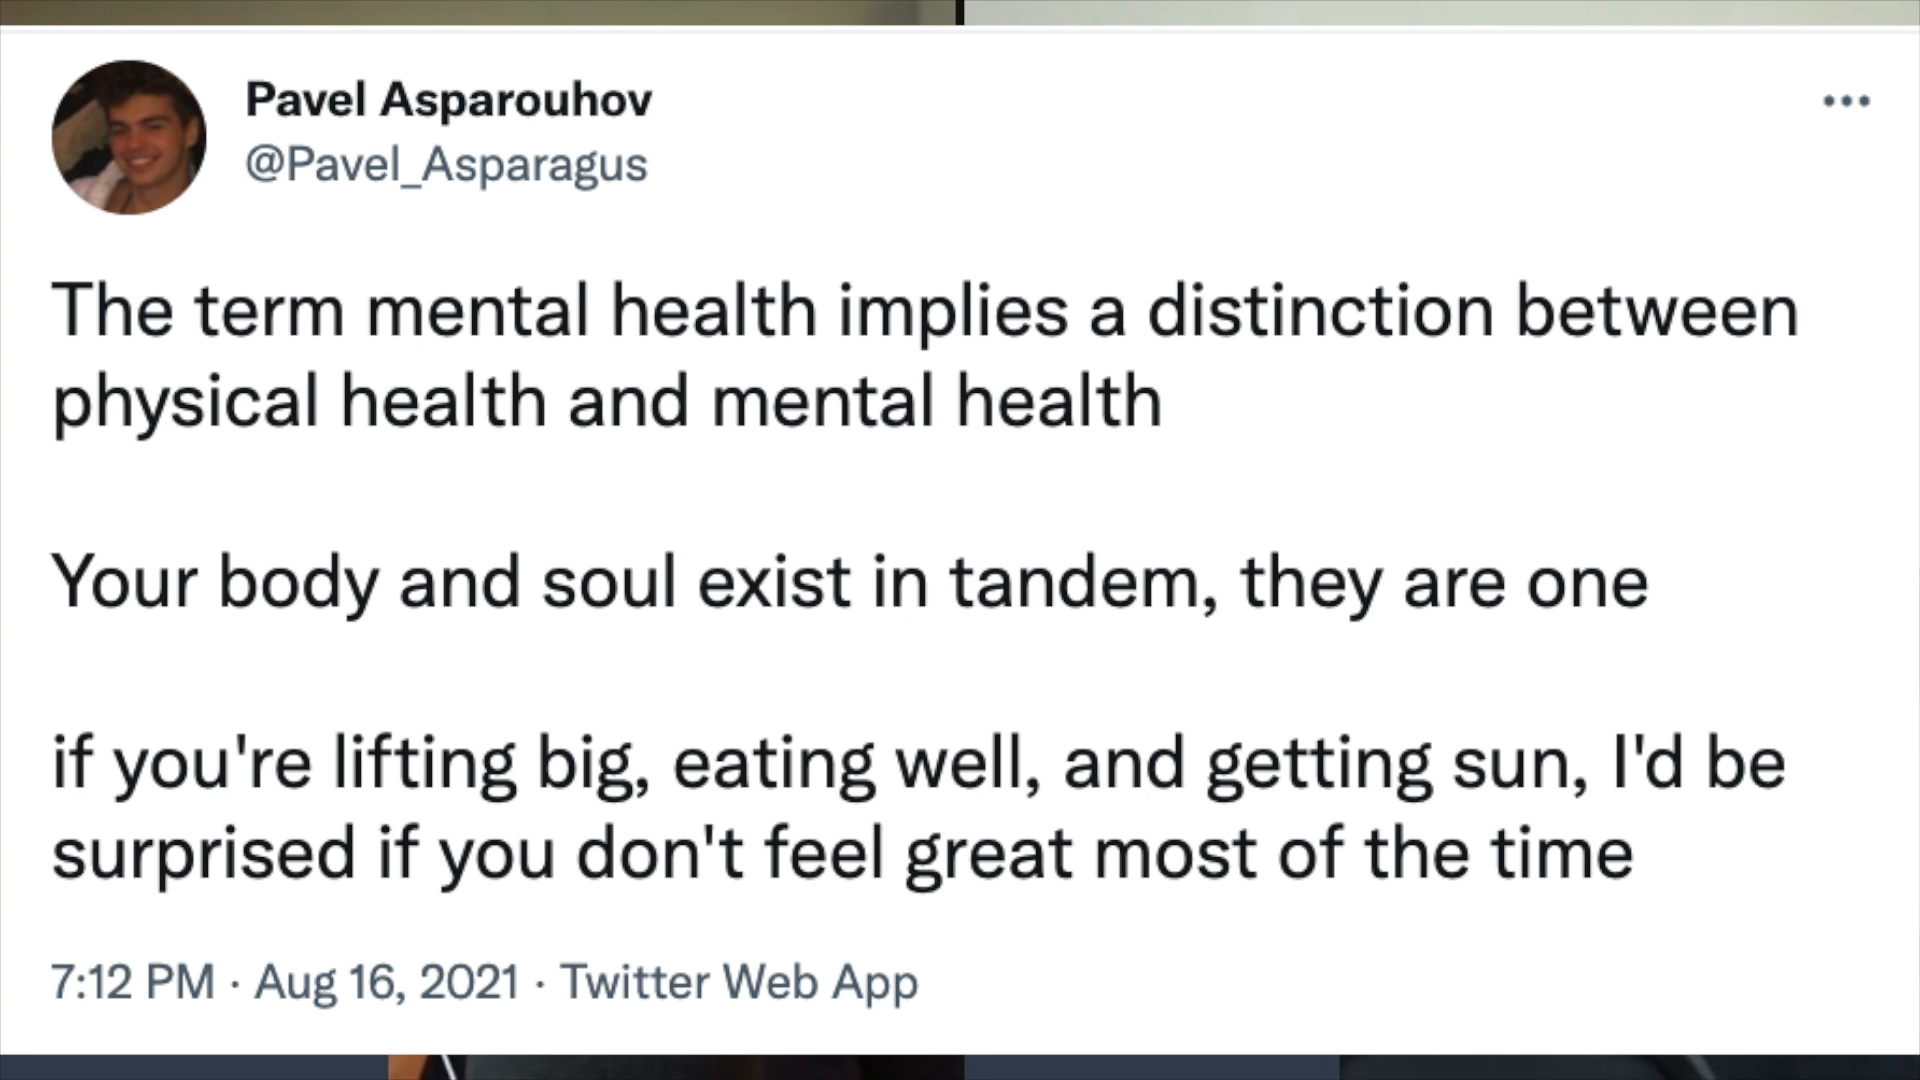 Pavel Asparouhov
@Pavel_Asparagus
The term mental health implies a distinction between
physical health and mental health
Your body and soul exist in tandem, they are one
if you're lifting big, eating well, and getting sun, I'd be
surprised if you don't feel great most of the time
7:12 PM · Aug 16, 2021 · Twitter Web App